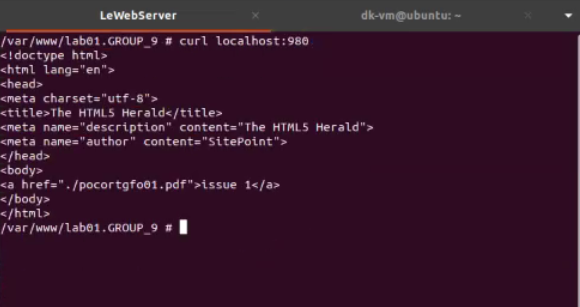 LeWebServer
dk-vm@ubuntu: ~
/var/www/lab01.GROUP_9 # curl localhost:980
<!doctype html>
<html lang="en">
<head>
<meta charset="utf-8">
<title>The HTML5 Herald</title>
<meta name="description" content="The HTML5 Herald">
<meta name="author" content="SitePoint">
</head>
<body>
<a href="./pocortgfo01.pdf">issue 1</a>
</body>
</html>
/var/www/lab01.GROUP_9 #